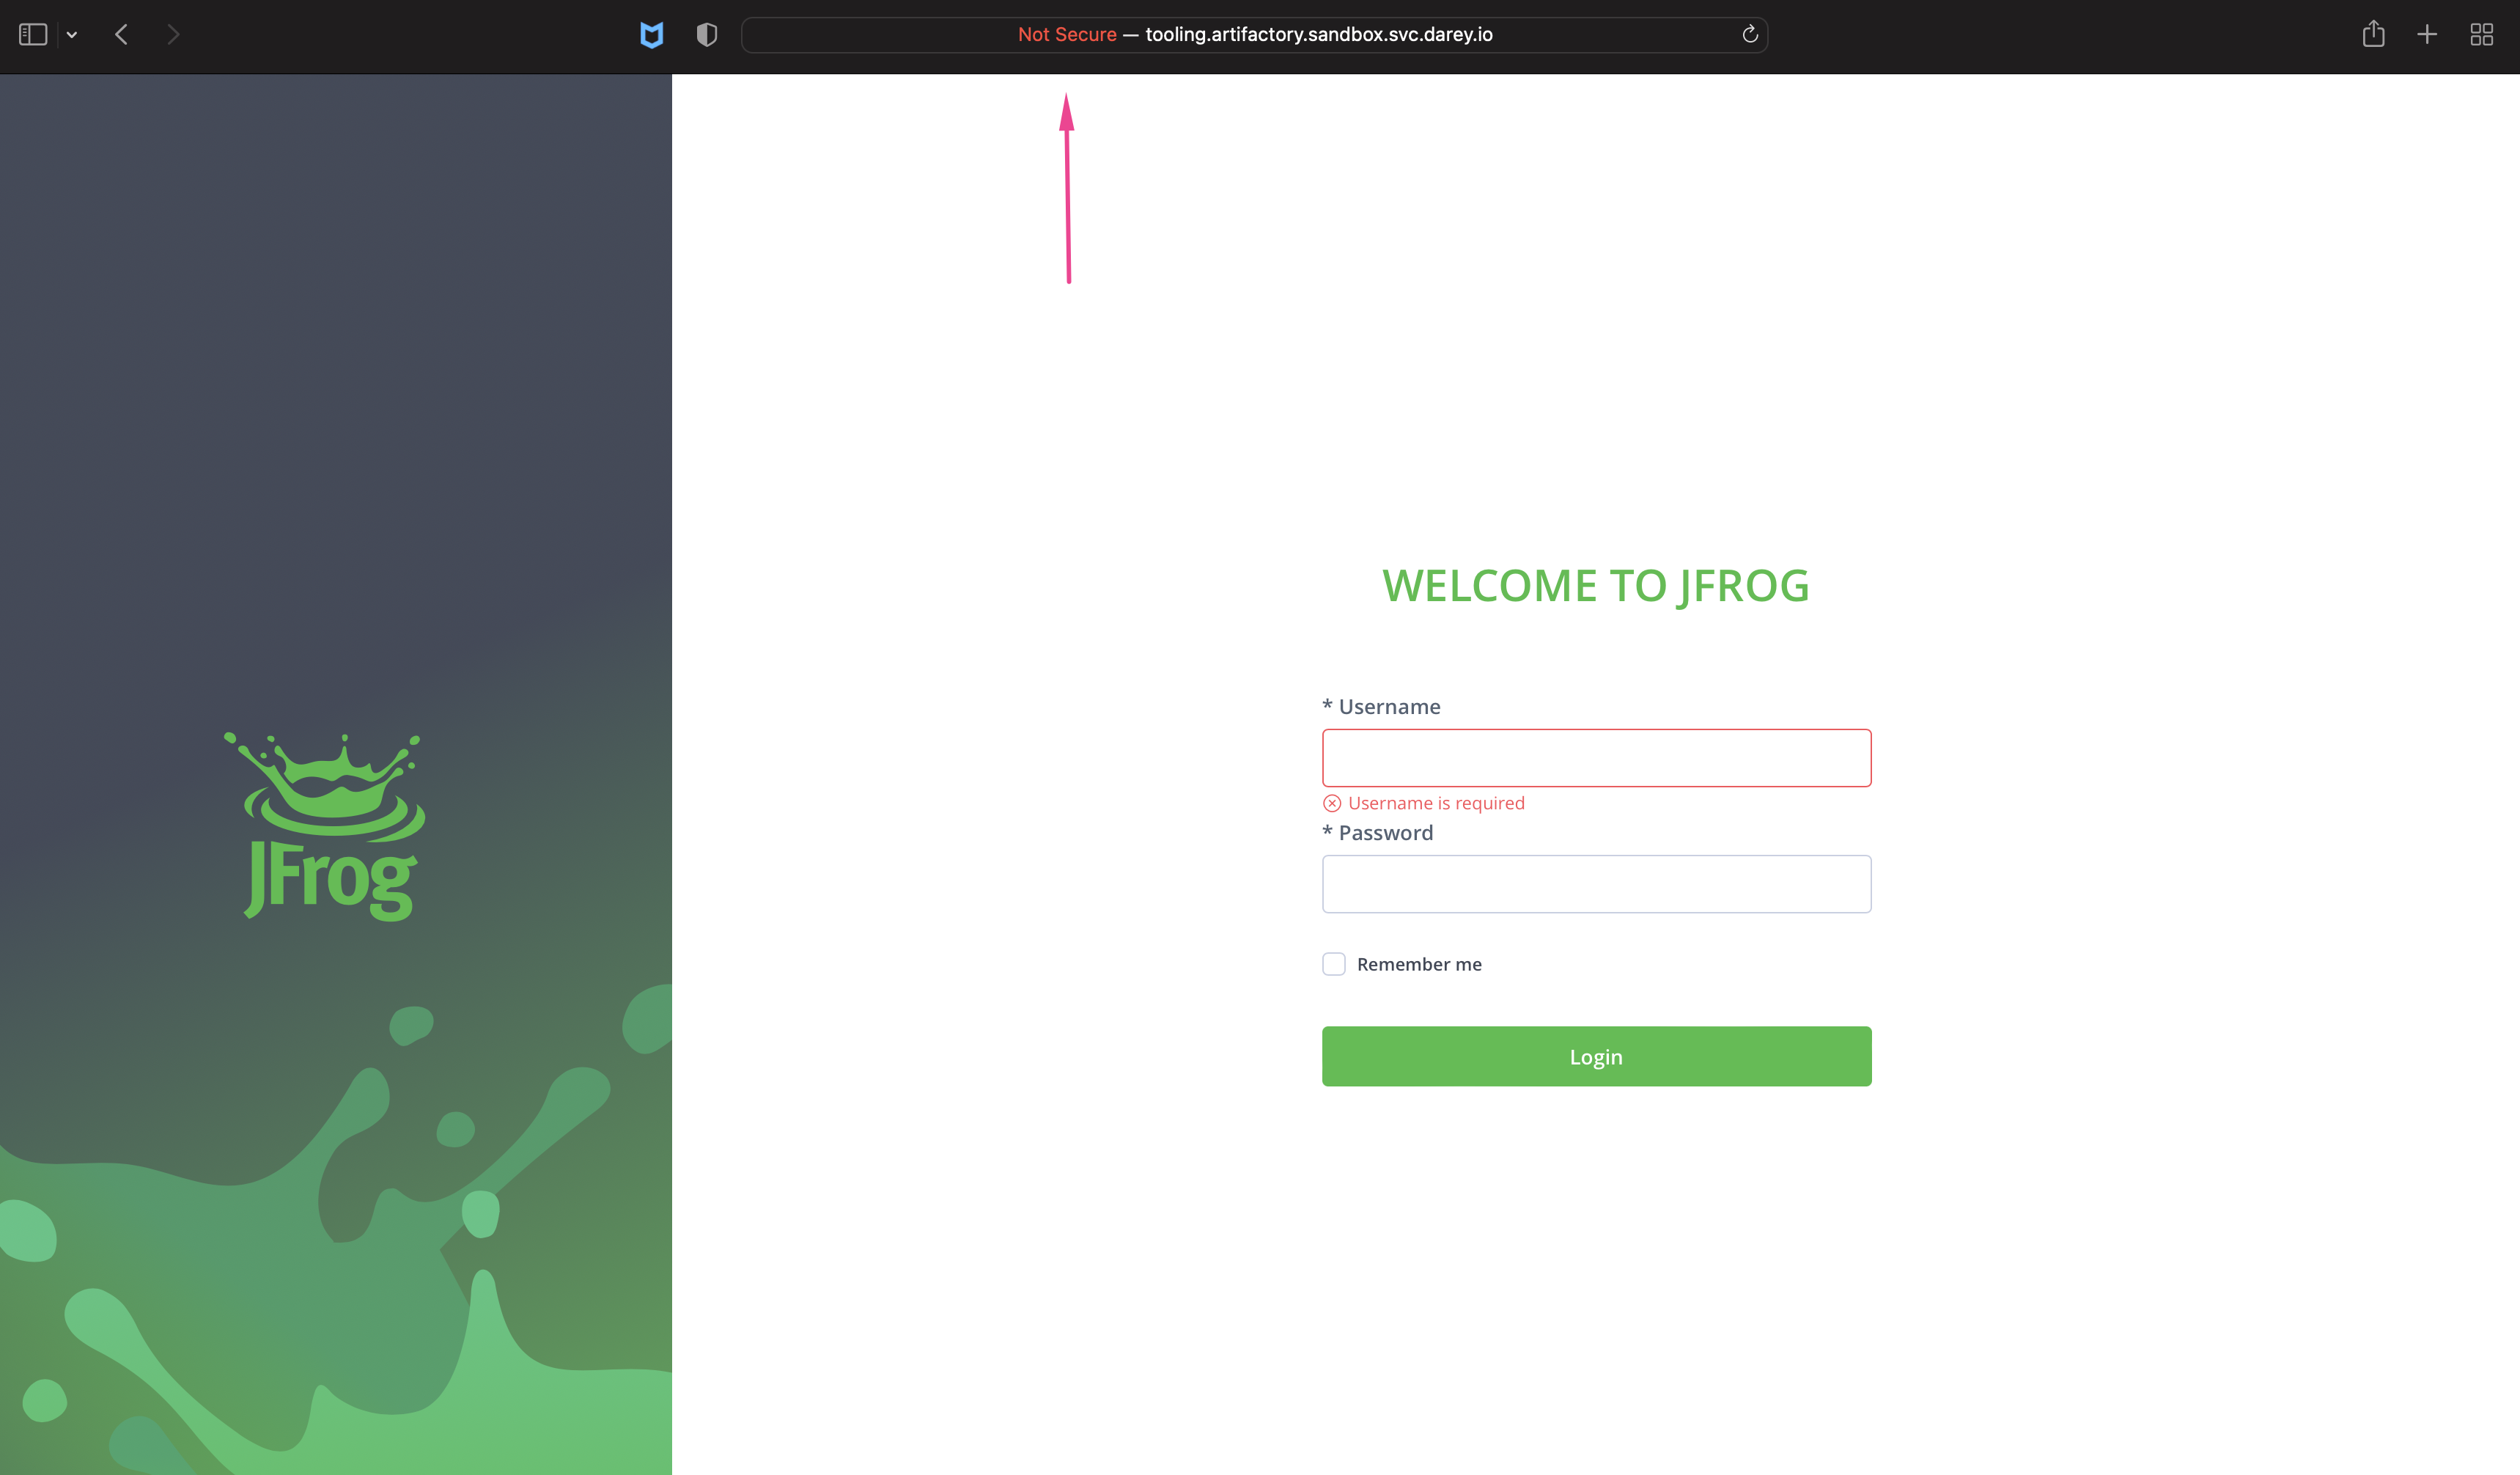 Not Secure — tooling.artifactory.sandbox.svc.darey.io
JFrog
WELCOME TO JFROG
* Username
Username is required
* Password
Remember me
Login